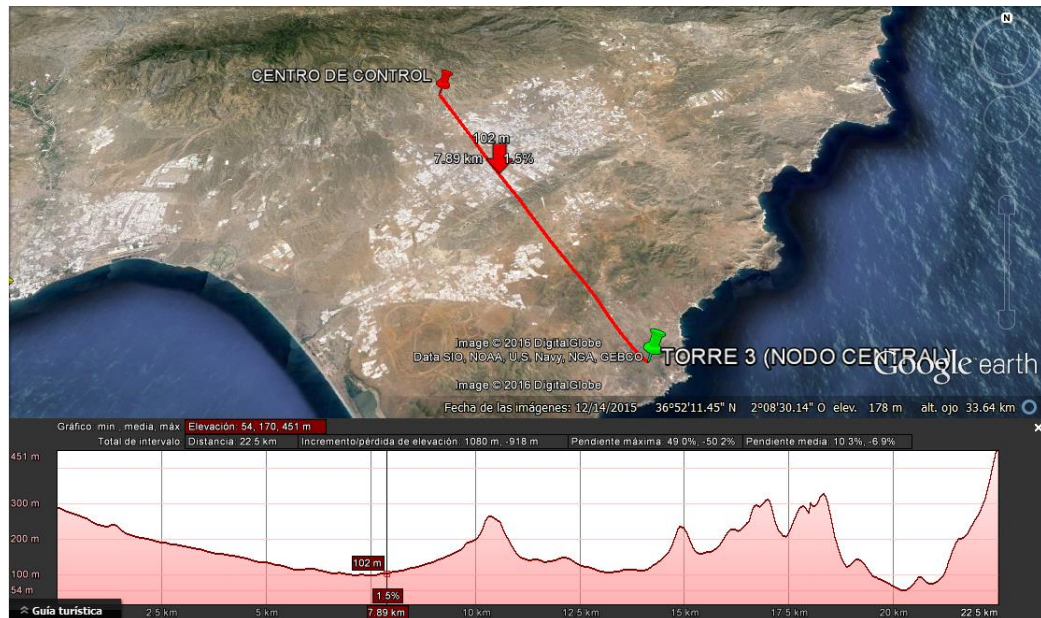 N
CENTRO DE CONTROL
102 m
7.89 km 1.5%
Image © 2016 DigitalGlobe
Data SIO, NOAA, U.S. Navy, NGA, GEBCO
TORRE 3 (NODO CENTRAL)
Google earth
Image © 2016 DigitalGlobe
Fecha de las imágenes: 12/14/2015 36°52'11.45" N 2°08'30.14" O elev. 178 m alt. ojo 33.64 km
Gráfico: min., media, máx. Elevación: 54, 170, 451 m
Total de intervalo: Distancia: 22.5 km Incremento/pérdida de elevación: 1080 m, -918 m Pendiente máxima: 49.0%, -50.2% Pendiente media: 10.3%, -6.9%
451 m
300 m
200 m
100 m
54 m
102 m
1.5%
Guía turística
2.5 km 5 km 7.89 km 10 km 12.5 km 15 km 17.5 km 20 km 22.5 km